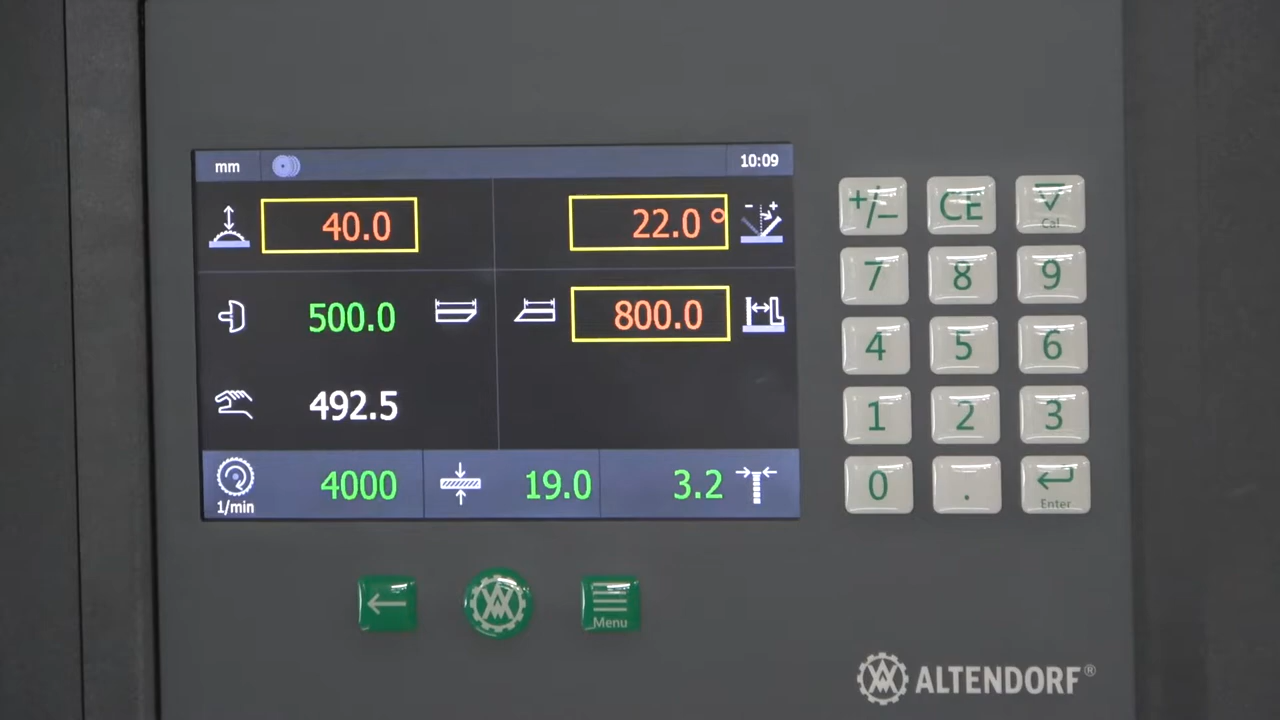 mm 10:09
40.0 22.0 °
500.0 800.0
492.5
4000 19.0 3.2
1/min
+/− CE Cal
7 8 9
4 5 6
1 2 3
0 . Enter
Menu
ALTENDORF®